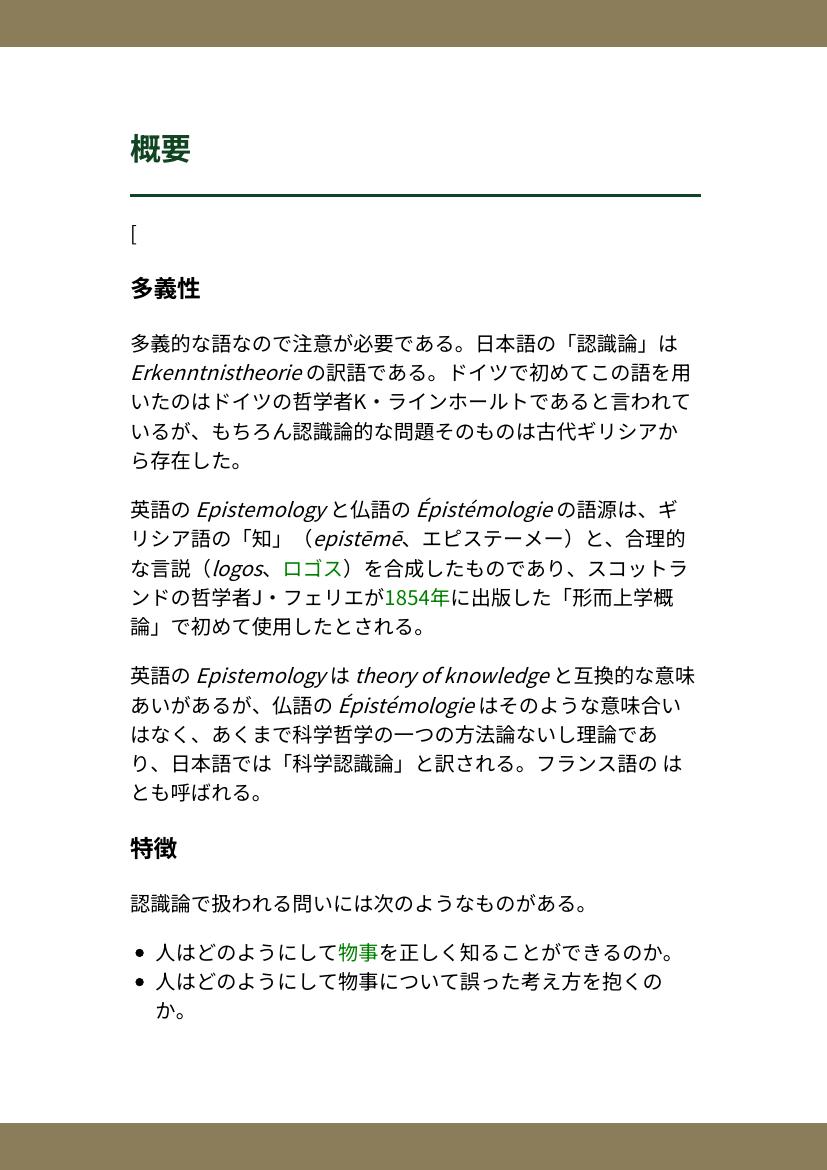 概要
[
多義性
多義的な語なので注意が必要である。日本語の「認識論」は
Erkenntnistheorie の訳語である。ドイツで初めてこの語を用
いたのはドイツの哲学者K・ラインホールトであると言われて
いるが、もちろん認識論的な問題そのものは古代ギリシアか
ら存在した。
英語の Epistemology と仏語の Épistémologie の語源は、ギ
リシア語の「知」（epistēmē、エピステーメー）と、合理的
な言説（logos、ロゴス）を合成したものであり、スコットラ
ンドの哲学者J・フェリエが1854年に出版した「形而上学概
論」で初めて使用したとされる。
英語の Epistemology は theory of knowledge と互換的な意味
あいがあるが、仏語の Épistémologie はそのような意味合い
はなく、あくまで科学哲学の一つの方法論ないし理論であ
り、日本語では「科学認識論」と訳される。フランス語の は
とも呼ばれる。
特徴
認識論で扱われる問いには次のようなものがある。
• 人はどのようにして物事を正しく知ることができるのか。
• 人はどのようにして物事について誤った考え方を抱くの
か。